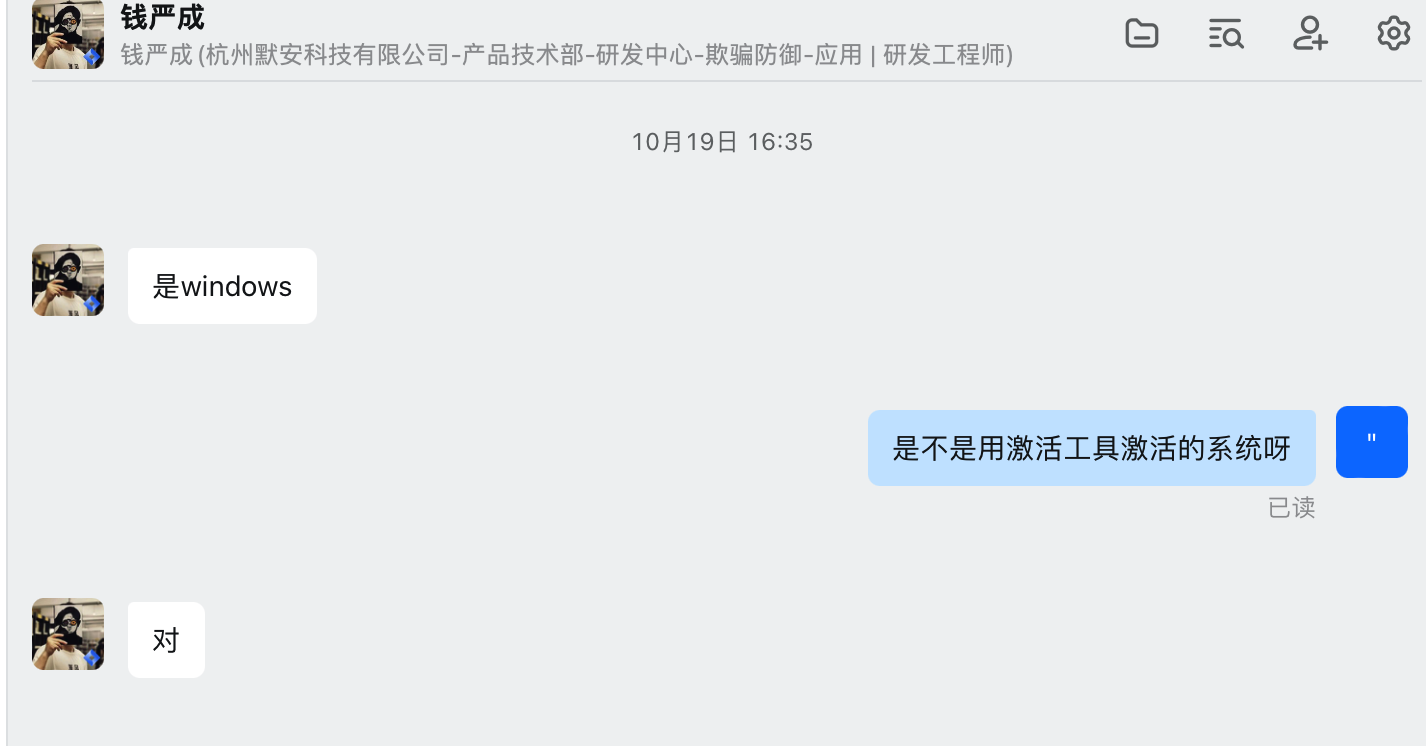 钱严成
钱严成(杭州默安科技有限公司-产品技术部-研发中心-欺骗防御-应用 | 研发工程师)
10月19日 16:35
是windows
是不是用激活工具激活的系统呀
"
已读
对